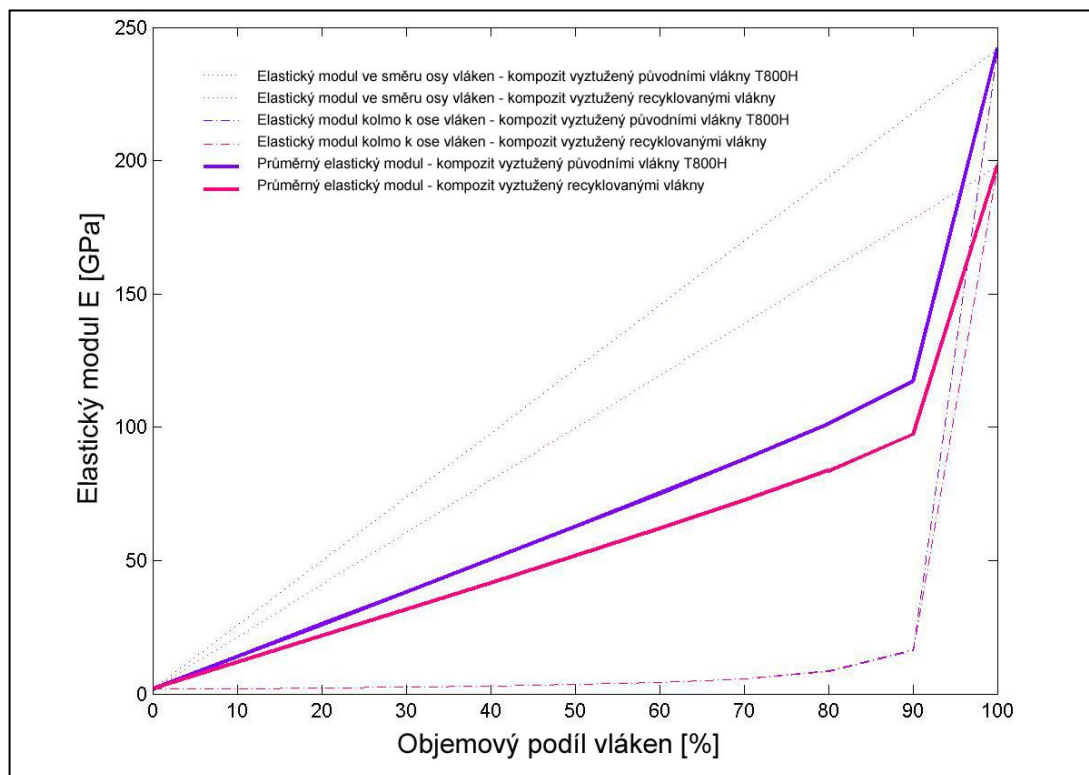 250
Elastický modul ve směru osy vláken - kompozit vyztužený původními vlákny T800H
Elastický modul ve směru osy vláken - kompozit vyztužený recyklovanými vlákny
Elastický modul kolmo k ose vláken - kompozit vyztužený původními vlákny T800H
Elastický modul kolmo k ose vláken - kompozit vyztužený recyklovanými vlákny
Průměrný elastický modul - kompozit vyztužený původními vlákny T800H
Průměrný elastický modul - kompozit vyztužený recyklovanými vlákny
200
150
100
50
0
Elastický modul E [GPa]
0 10 20 30 40 50 60 70 80 90 100
Objemový podíl vláken [%]